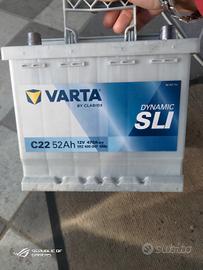 VARTA
BY CLARIOS
DYNAMIC
SLI
C22 52Ah
12V 470A
REPUBLIC OF
GAMERS
subito